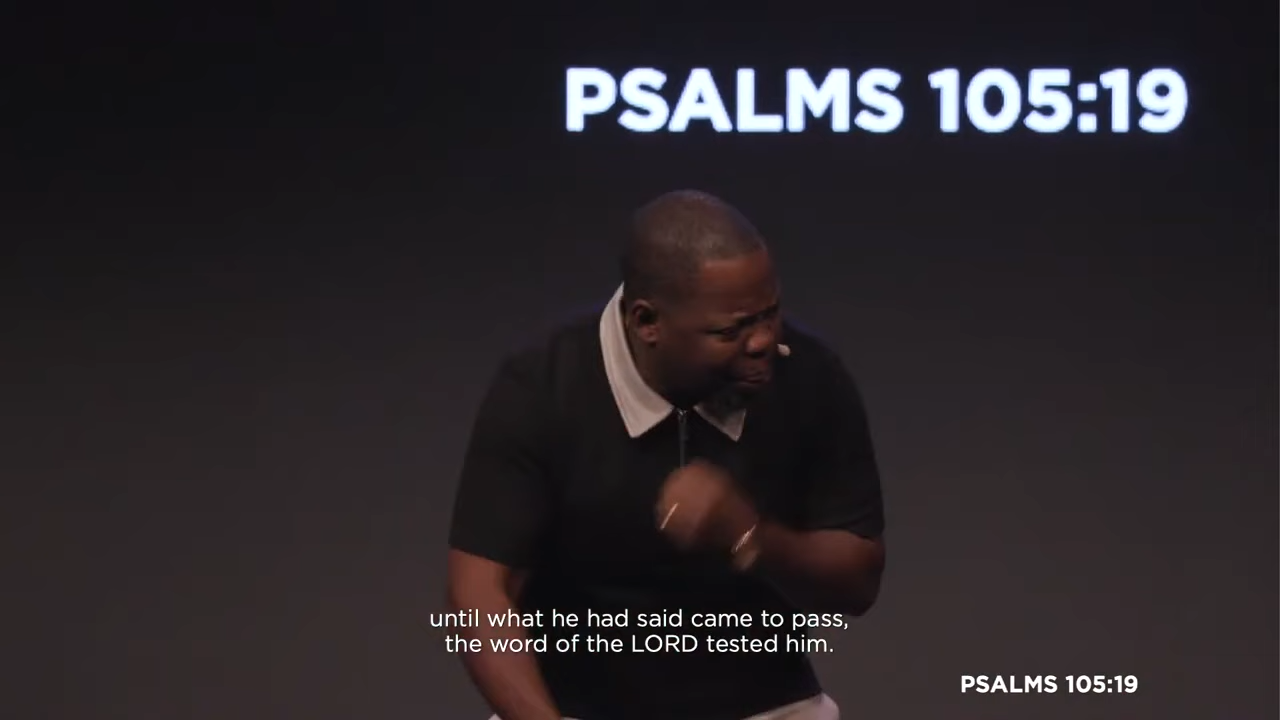 PSALMS 105:19
until what he had said came to pass,
the word of the LORD tested him.
PSALMS 105:19